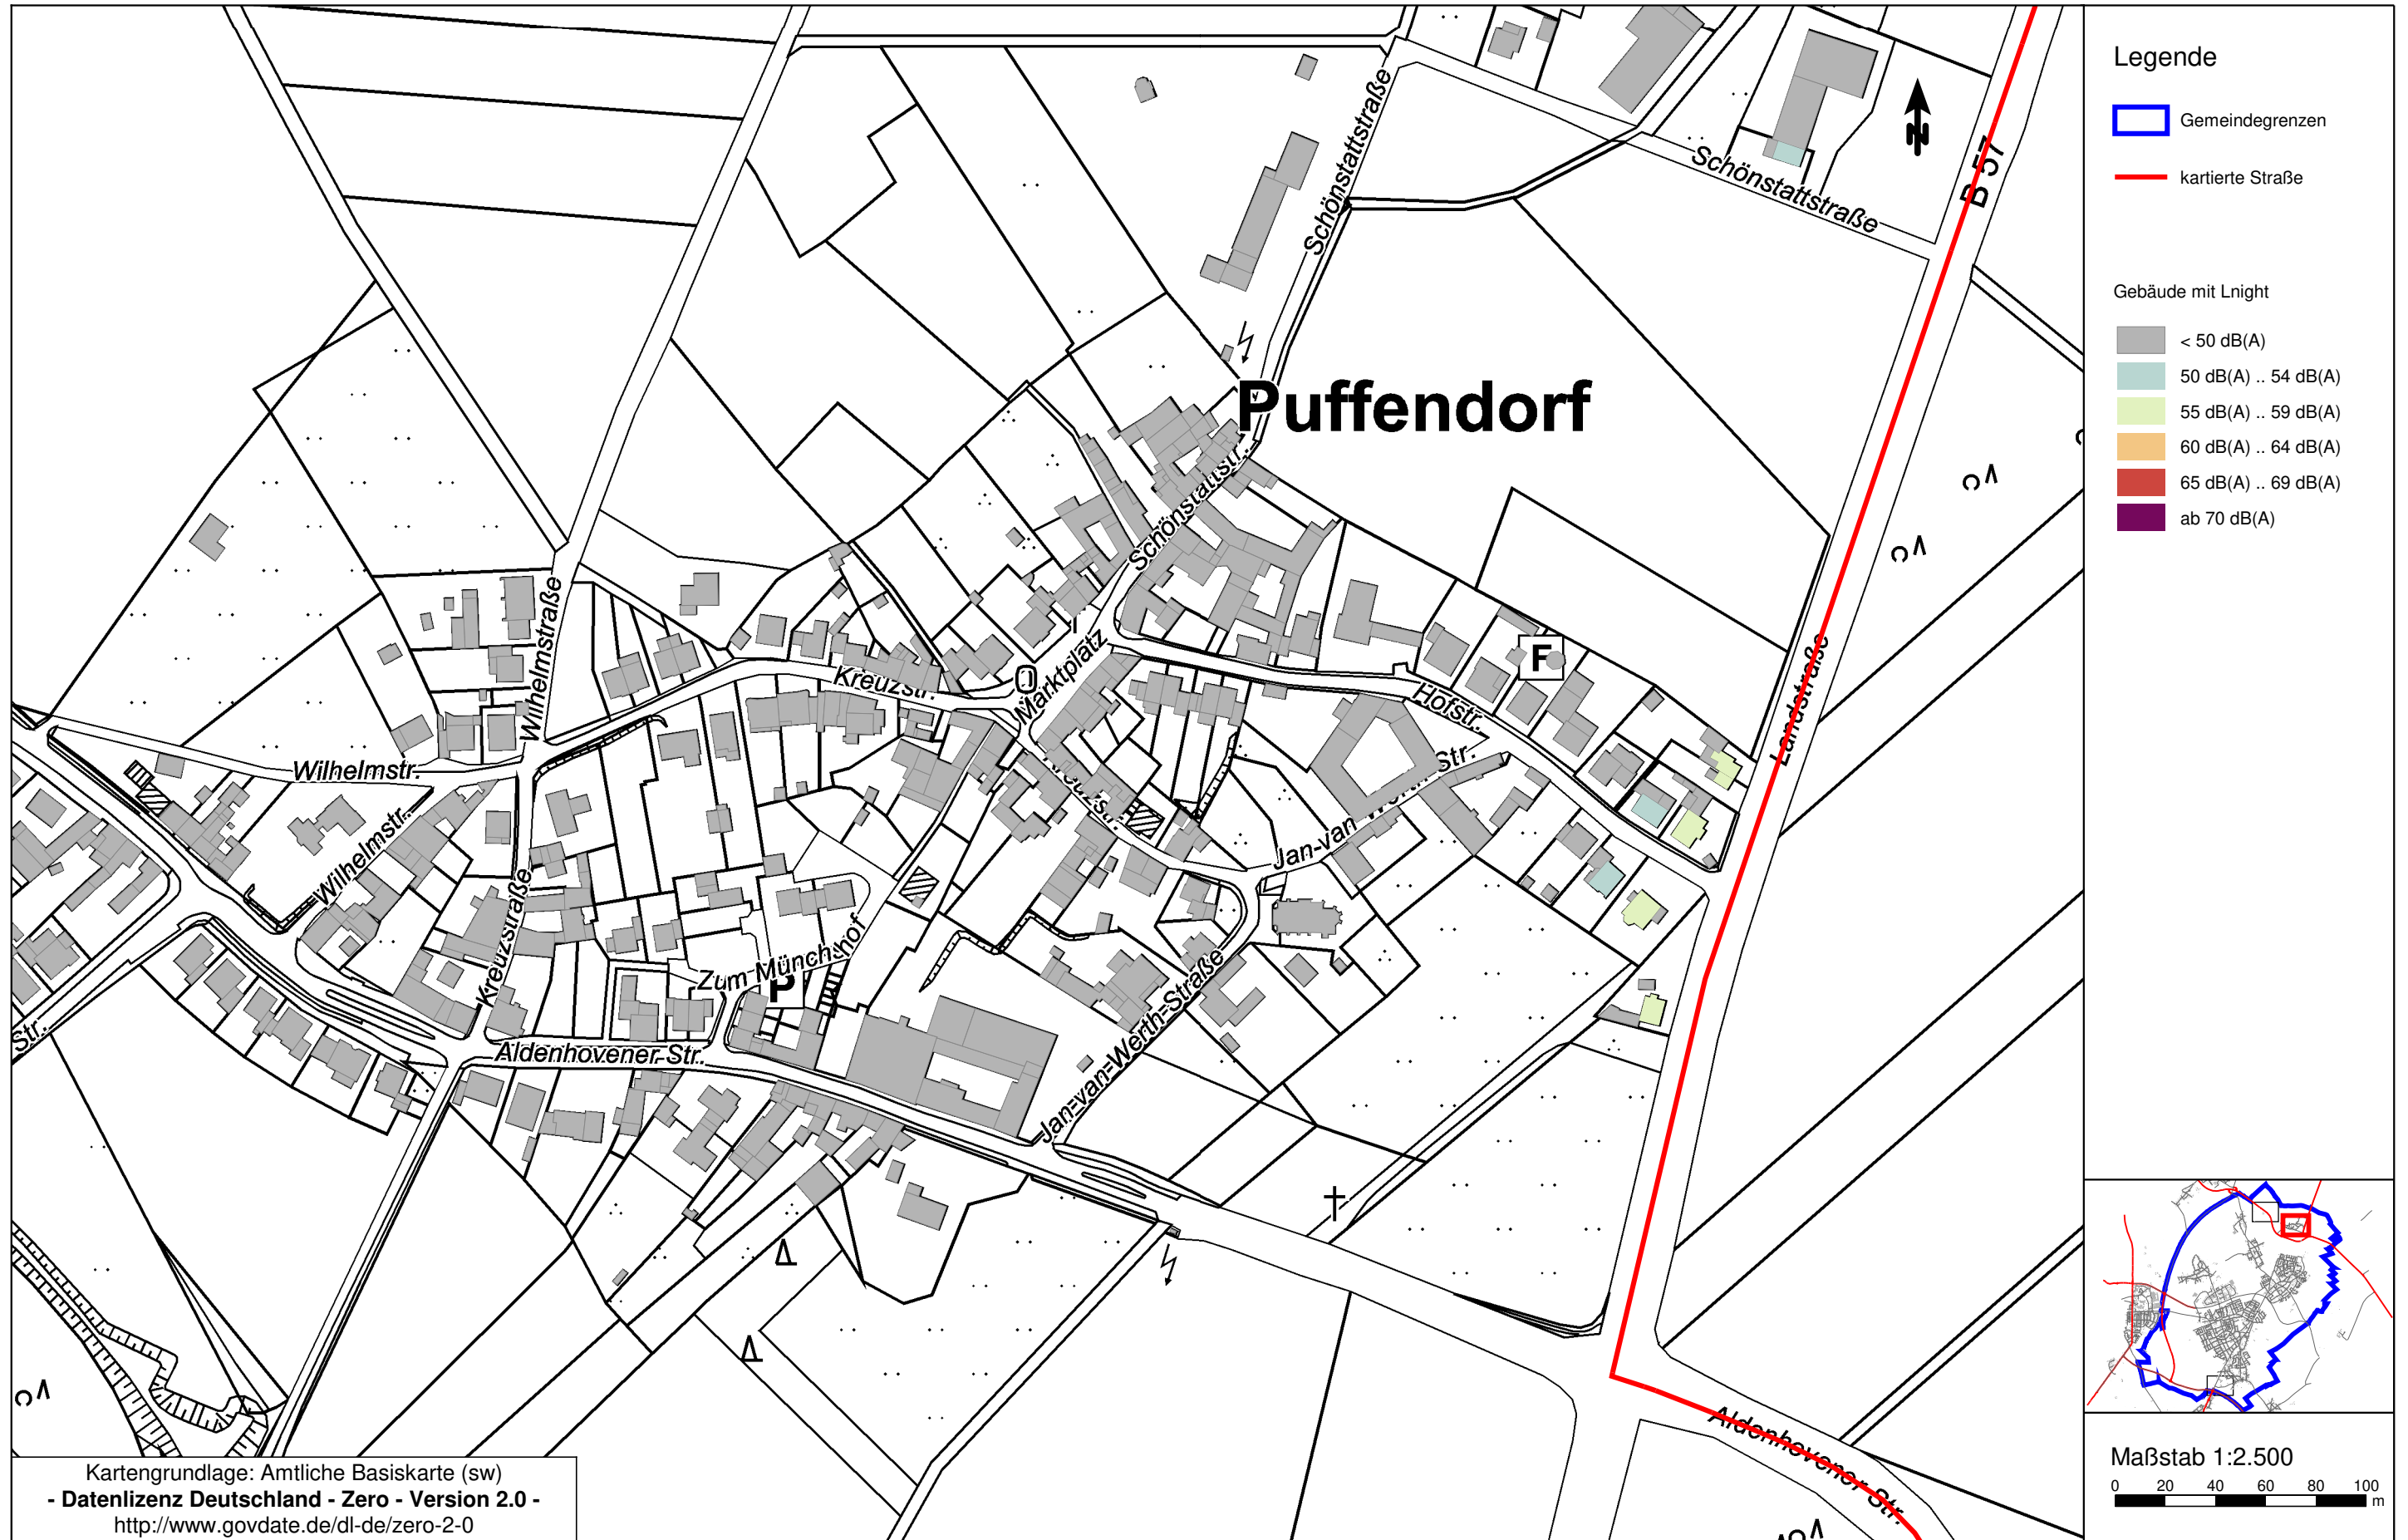 Schönstattstraße
Schönstattstraße
B 57
Puffendorf
Schönstattstr.
Wilhelmstraße
Kreuzstr.
Marktplatz
Hofstr.
F
Landstraße
Wilhelmstr.
Wilhelmstr.
Jan-van
Str.
Kreuzstraße
Zum Münchshof
P
Jan-van-Werth-Straße
Str.
Aldenhovener Str.
Aldenhovener Str.
Kartengrundlage: Amtliche Basiskarte (sw)
- Datenlizenz Deutschland - Zero - Version 2.0 -
http://www.govdate.de/dl-de/zero-2-0
Legende
Gemeindegrenzen
kartierte Straße
N
Gebäude mit Lnight
< 50 dB(A)
50 dB(A) .. 54 dB(A)
55 dB(A) .. 59 dB(A)
60 dB(A) .. 64 dB(A)
65 dB(A) .. 69 dB(A)
ab 70 dB(A)
Maßstab 1:2.500
0 20 40 60 80 100
m